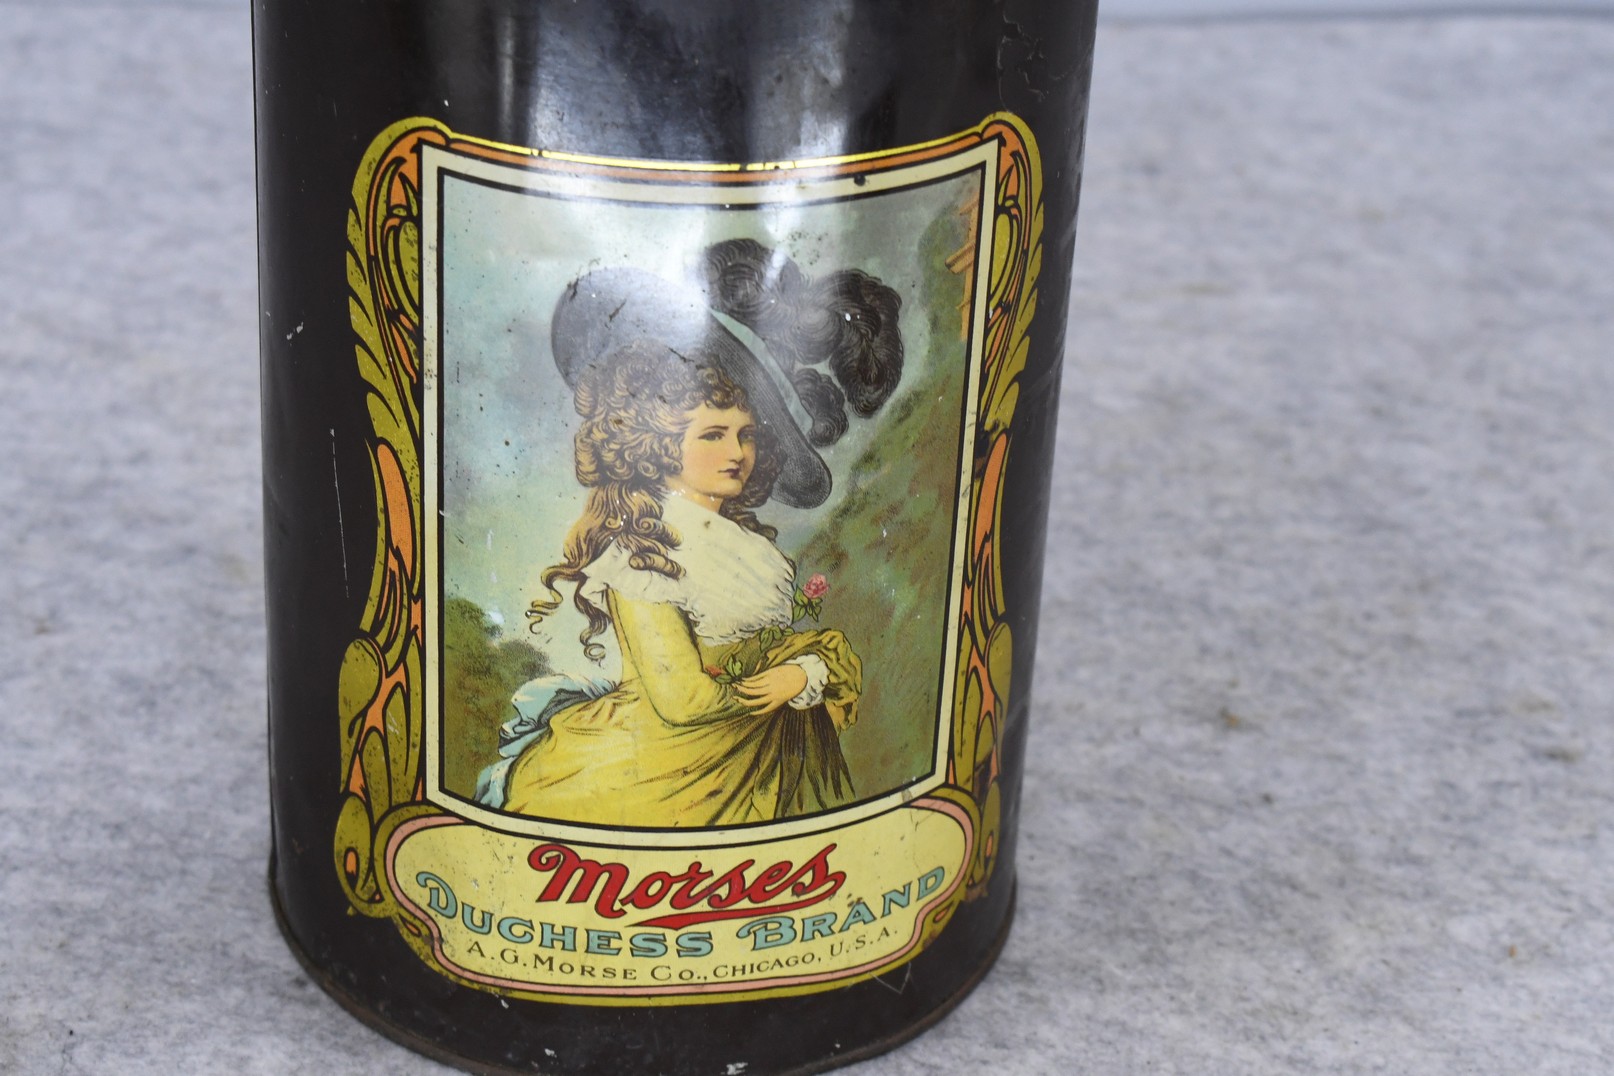 Morses
DUCHESS BRAND
A.G. MORSE CO., CHICAGO, U.S.A.